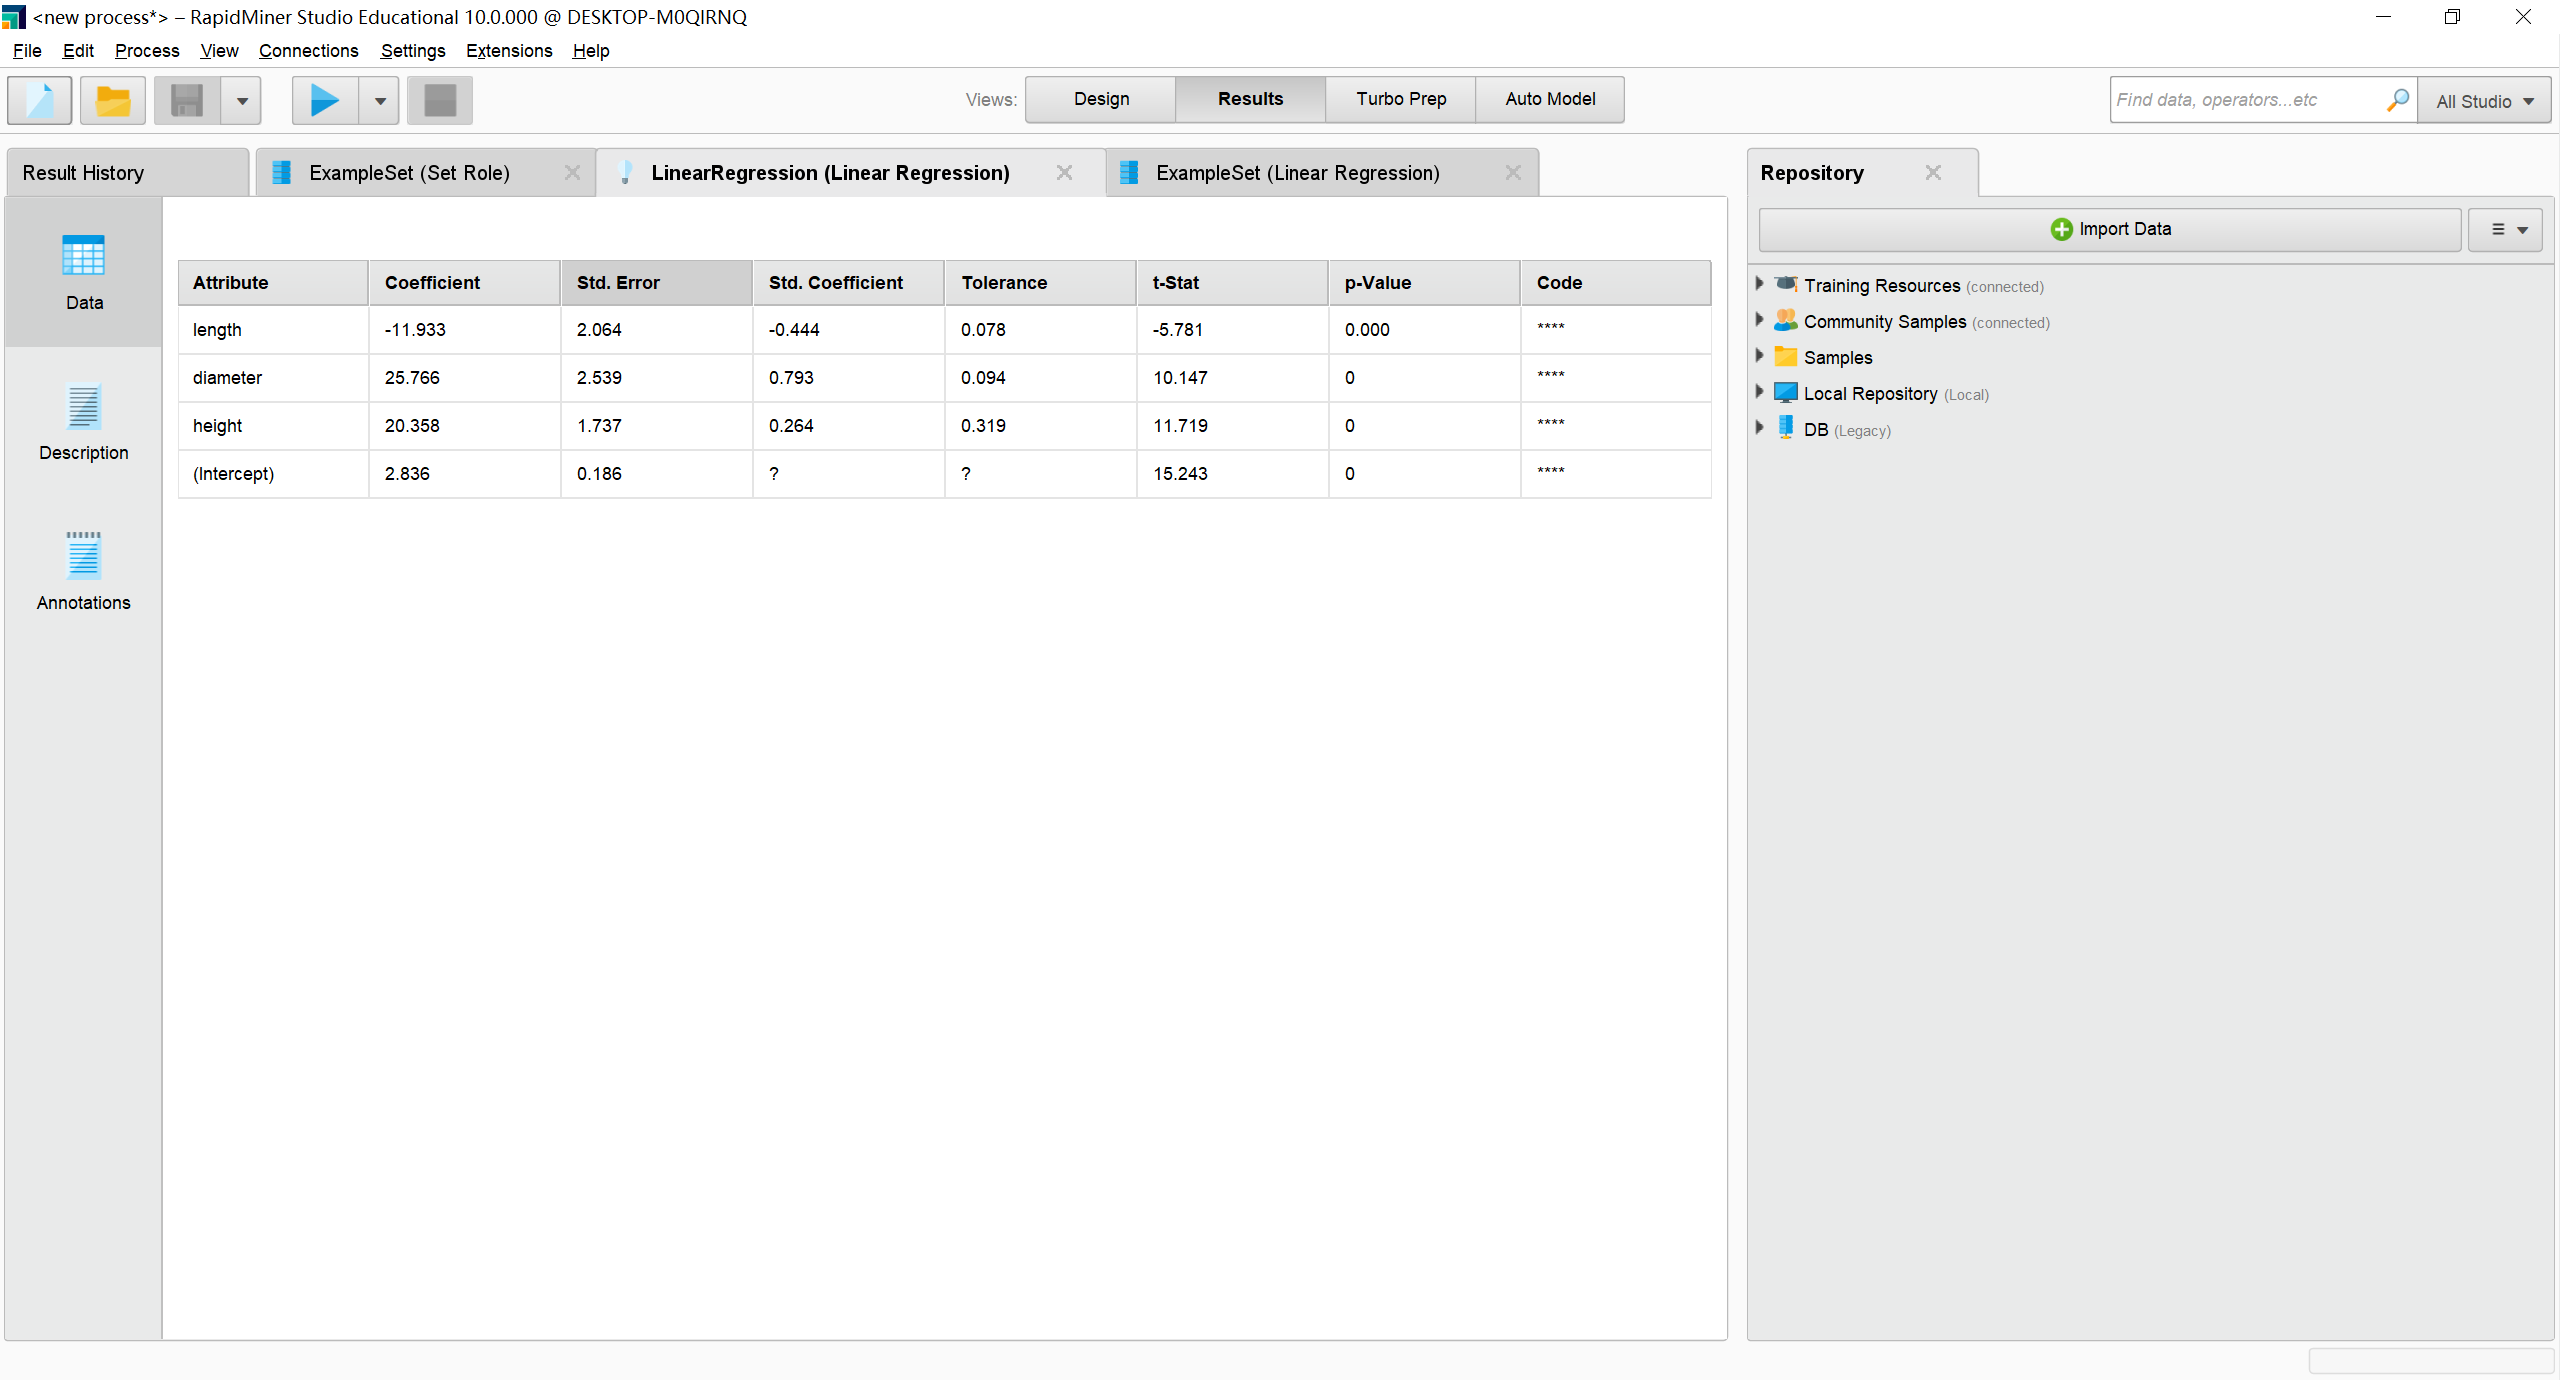 <new process*> – RapidMiner Studio Educational 10.0.000 @ DESKTOP-M0QIRNQ
File Edit Process View Connections Settings Extensions Help
Views: Design Results Turbo Prep Auto Model
Find data, operators...etc All Studio
Result History ExampleSet (Set Role) LinearRegression (Linear Regression) ExampleSet (Linear Regression)
Data
Description
Annotations
Attribute Coefficient Std. Error Std. Coefficient Tolerance t-Stat p-Value Code
length -11.933 2.064 -0.444 0.078 -5.781 0.000 ****
diameter 25.766 2.539 0.793 0.094 10.147 0 ****
height 20.358 1.737 0.264 0.319 11.719 0 ****
(Intercept) 2.836 0.186 ? ? 15.243 0 ****
Repository
Import Data
Training Resources (connected)
Community Samples (connected)
Samples
Local Repository (Local)
DB (Legacy)